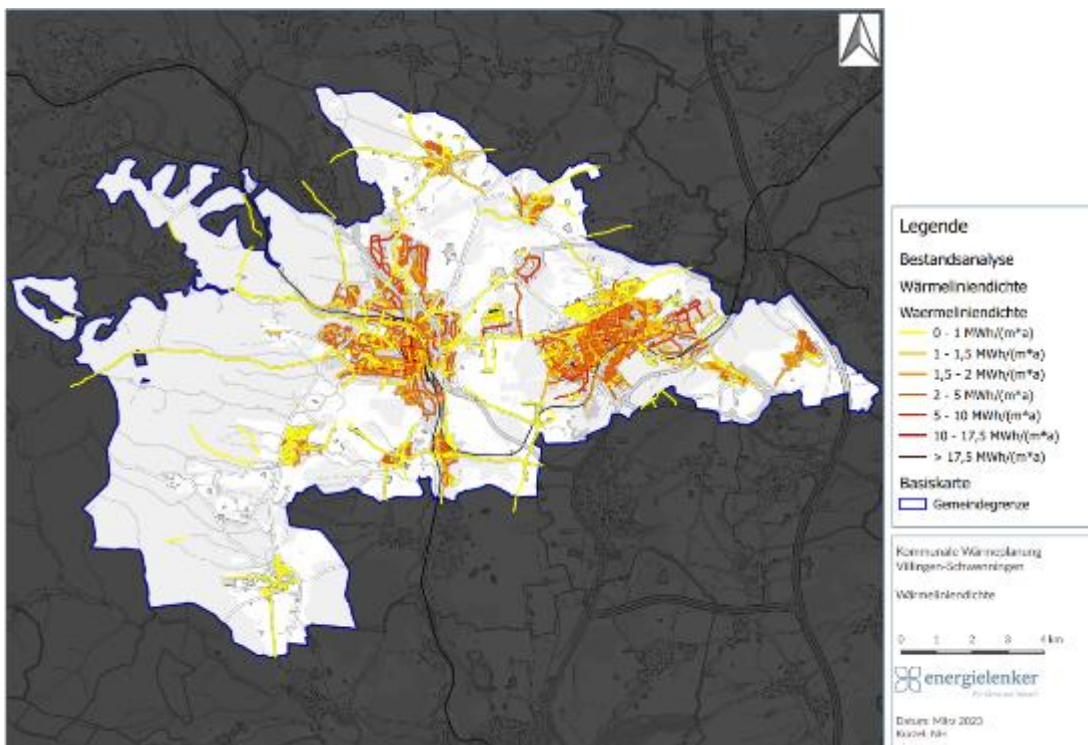 Legende
Bestandsanalyse
Wärmeliniendichte
Waermeliniendichte
0 - 1 MWh/(m*a)
1 - 1,5 MWh/(m*a)
1,5 - 2 MWh/(m*a)
2 - 5 MWh/(m*a)
5 - 10 MWh/(m*a)
10 - 17,5 MWh/(m*a)
> 17,5 MWh/(m*a)
Basiskarte
Gemeindegrenze
Kommunale Wärmeplanung
Villingen-Schwenningen
Wärmeliniendichte
0 1 2 3 4 km
energielenker
Datum: März 2023
Kürzel: NH